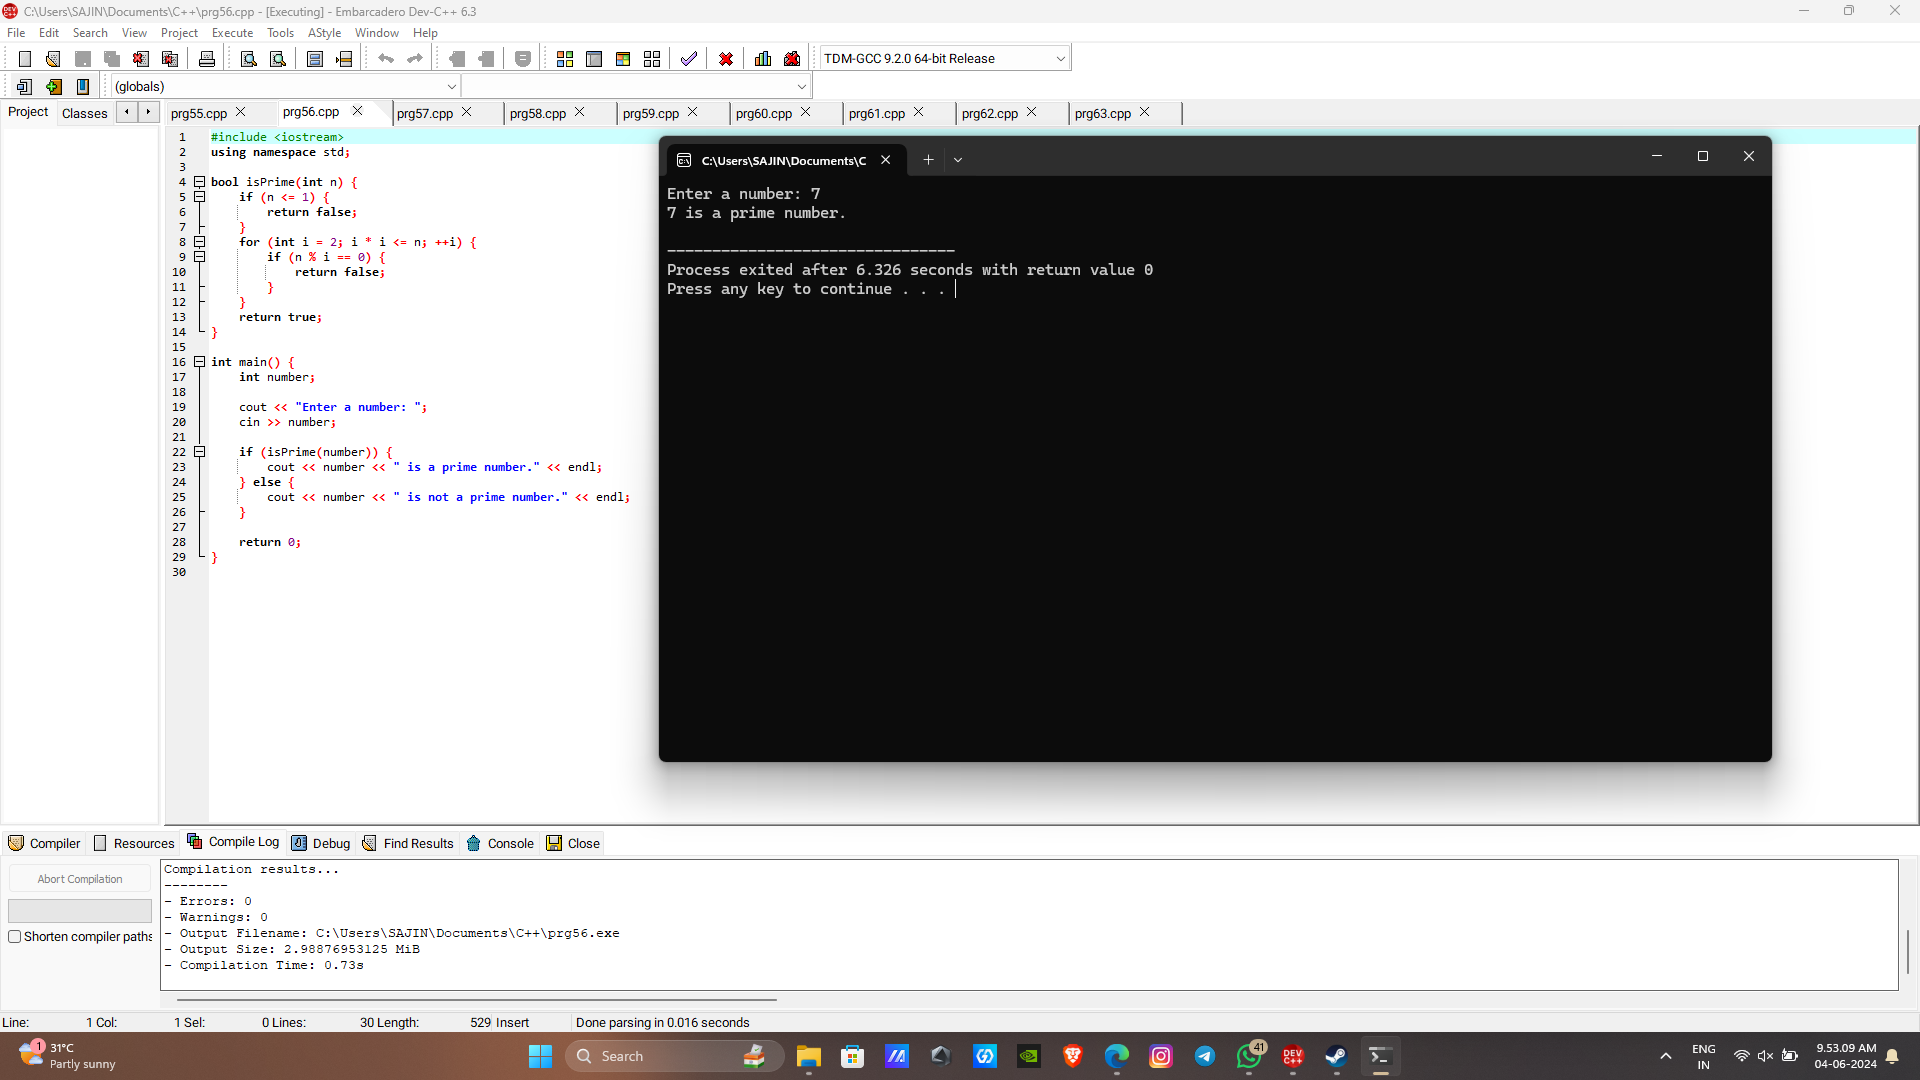 C:\Users\SAJIN\Documents\C++\prg56.cpp - [Executing] - Embarcadero Dev-C++ 6.3
File Edit Search View Project Execute Tools AStyle Window Help
TDM-GCC 9.2.0 64-bit Release
(globals)
Project Classes
prg55.cpp prg56.cpp prg57.cpp prg58.cpp prg59.cpp prg60.cpp prg61.cpp prg62.cpp prg63.cpp
1 #include <iostream>
2 using namespace std;
3
4 bool isPrime(int n) {
5 if (n <= 1) {
6 return false;
7 }
8 for (int i = 2; i * i <= n; ++i) {
9 if (n % i == 0) {
10 return false;
11 }
12 }
13 return true;
14 }
15
16 int main() {
17 int number;
18
19 cout << "Enter a number: ";
20 cin >> number;
21
22 if (isPrime(number)) {
23 cout << number << " is a prime number." << endl;
24 } else {
25 cout << number << " is not a prime number." << endl;
26 }
27
28 return 0;
29 }
30
C:\Users\SAJIN\Documents\C
Enter a number: 7
7 is a prime number.
--------------------------------
Process exited after 6.326 seconds with return value 0
Press any key to continue . . .
Compiler Resources Compile Log Debug Find Results Console Close
Abort Compilation
Shorten compiler paths
Compilation results...
--------
- Errors: 0
- Warnings: 0
- Output Filename: C:\Users\SAJIN\Documents\C++\prg56.exe
- Output Size: 2.98876953125 MiB
- Compilation Time: 0.73s
Line: 1 Col: 1 Sel: 0 Lines: 30 Length: 529 Insert Done parsing in 0.016 seconds
1
31°C
Partly sunny
Search
41
DEV C++
ENG
IN
9.53.09 AM
04-06-2024